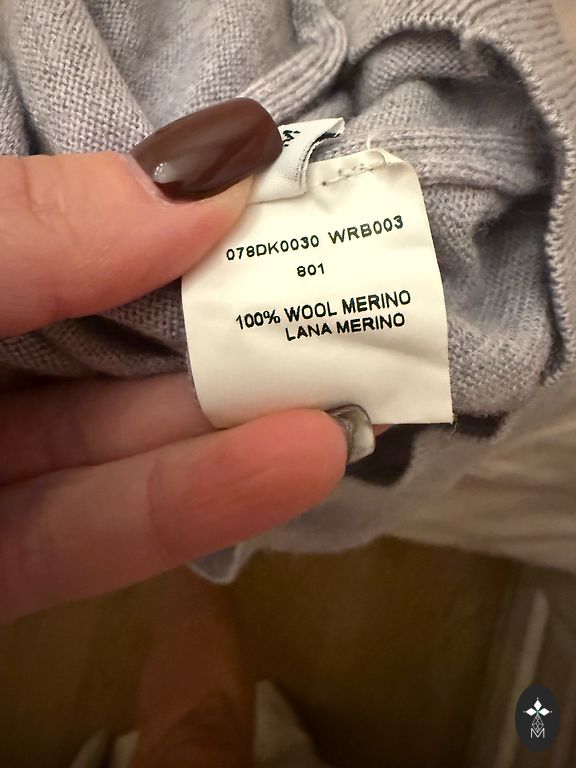 078DK0030 WRB003
801
100% WOOL MERINO
LANA MERINO